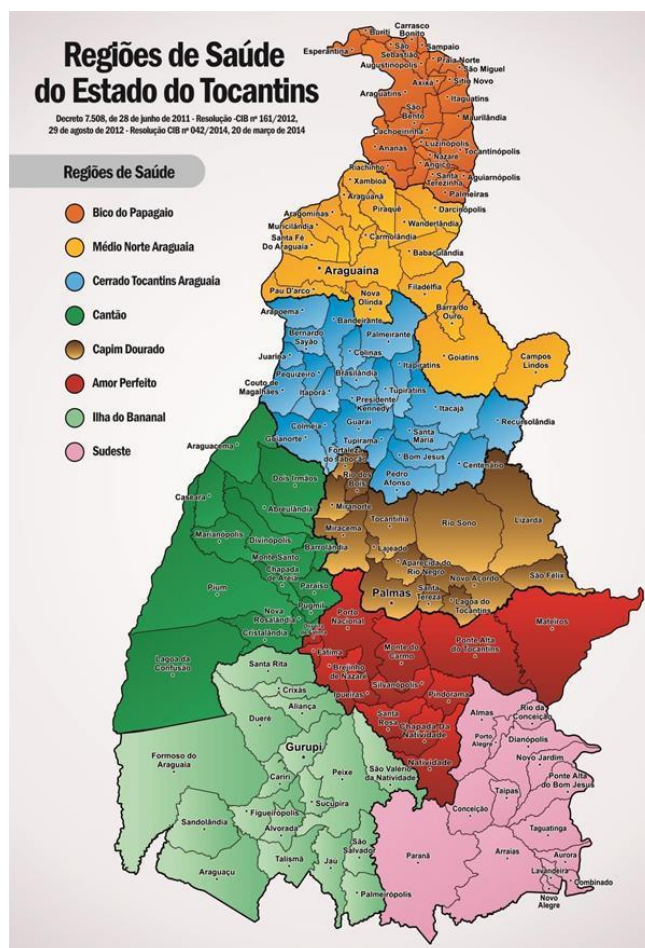 Regiões de Saúde
do Estado do Tocantins
Decreto 7.508, de 28 de junho de 2011 - Resolução -CIB nº 161/2012,
29 de agosto de 2012 - Resolução CIB nº 042/2014, 20 de março de 2014
Regiões de Saúde
Bico do Papagaio
Médio Norte Araguaia
Cerrado Tocantins Araguaia
Cantão
Capim Dourado
Amor Perfeito
Ilha do Bananal
Sudeste
Carrasco
Bonito
Buriti
Esperantina
São
Sebastião
Sampaio
Augustinópolis
Praia Norte
São Miguel
Axixá
Sítio Novo
Araguatins
Itaguatins
São
Bento
Maurilândia
Cachoeirinha
Luzinópolis
Ananás
Tocantinópolis
Nazaré
Angico
Riachinho
Santa
Terezinha
Aguiarnópolis
Palmeiras
Xambioá
Araguanã
Darcinópolis
Piraquê
Aragominas
Wanderlândia
Muricilândia
Carmolândia
Santa Fé
Do Araguaia
Babaçulândia
Araguaína
Pau D'arco
Filadélfia
Nova
Olinda
Barra do
Ouro
Arapoema
Bandeirante
Palmeirante
Goiatins
Campos
Lindos
Bernardo
Sayão
Colinas
Juarina
Itapiratins
Pequizeiro
Brasilândia
Couto de
Magalhães
Itaporã
Tupiratins
Presidente
Kennedy
Itacajá
Recursolândia
Colmeia
Guaraí
Santa
Maria
Goianorte
Tupirama
Fortaleza
do Tabocão
Bom Jesus
Centenário
Araguacema
Rio dos
Bois
Pedro
Afonso
Dois Irmãos
Caseara
Miranorte
Abreulândia
Tocantínia
Rio Sono
Lizarda
Miracema
Marianópolis
Divinópolis
Barrolândia
Lajeado
Monte Santo
Aparecida do
Rio Negro
Chapada
de Areia
Novo Acordo
São Félix
Pium
Paraíso
Palmas
Santa
Tereza
Pugmil
Lagoa do
Tocantins
Nova
Rosalândia
Porto
Nacional
Mateiros
Cristalândia
Monte do
Carmo
Ponte Alta
do Tocantins
Fátima
Lagoa da
Confusão
Santa Rita
Brejinho
de Nazaré
Silvanópolis
Pindorama
Crixás
Ipueiras
Aliança
Santa
Rosa
Almas
Rio da
Conceição
Dueré
Chapada Da
Natividade
Porto
Alegre
Dianópolis
Gurupi
Formoso do
Araguaia
São Valério
da Natividade
Natividade
Novo Jardim
Cariri
Peixe
Taipas
Ponte Alta
do Bom Jesus
Sucupira
Conceição
Sandolândia
Figueirópolis
Alvorada
Taguatinga
São
Salvador
Paranã
Arraias
Aurora
Talismã
Jaú
Araguaçu
Lavandeira
Combinado
Palmeirópolis
Novo
Alegre